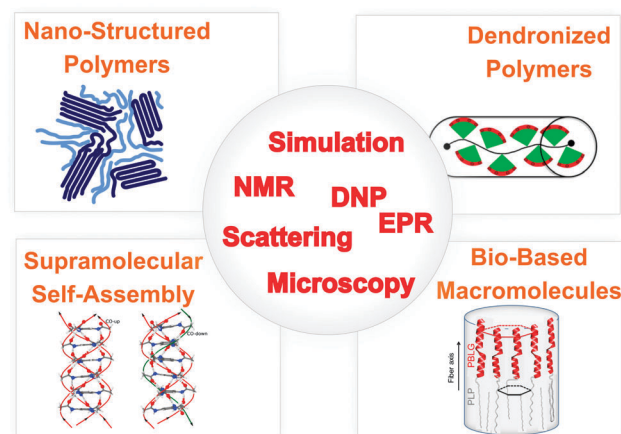 Nano-Structured
Polymers
Dendronized
Polymers
Simulation
NMR
DNP
EPR
Scattering
Microscopy
Supramolecular
Self-Assembly
CO-up
CO-down
Bio-Based
Macromolecules
Fiber axis
PBLG
PLP